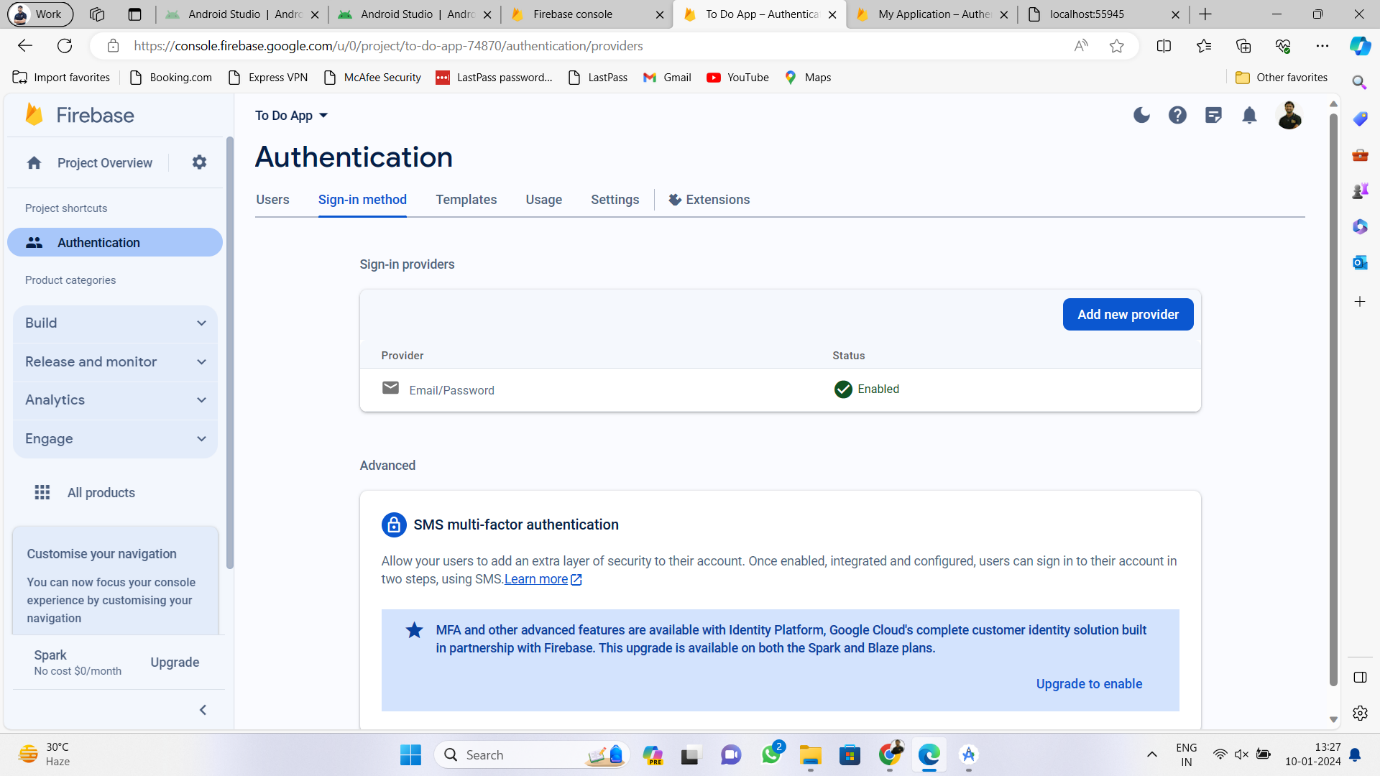 Work
Android Studio | Andro
Android Studio | Andro
Firebase console
To Do App – Authentica
My Application – Authe
localhost:55945
https://console.firebase.google.com/u/0/project/to-do-app-74870/authentication/providers
Import favorites
Booking.com
Express VPN
McAfee Security
LastPass password...
LastPass
Gmail
YouTube
Maps
Other favorites
Firebase
Project Overview
Project shortcuts
Authentication
Product categories
Build
Release and monitor
Analytics
Engage
All products
Customise your navigation
You can now focus your console
experience by customising your
navigation
Spark
No cost $0/month
Upgrade
To Do App
Authentication
Users
Sign-in method
Templates
Usage
Settings
Extensions
Sign-in providers
Add new provider
Provider
Status
Email/Password
Enabled
Advanced
SMS multi-factor authentication
Allow your users to add an extra layer of security to their account. Once enabled, integrated and configured, users can sign in to their account in
two steps, using SMS.Learn more
MFA and other advanced features are available with Identity Platform, Google Cloud's complete customer identity solution built
in partnership with Firebase. This upgrade is available on both the Spark and Blaze plans.
Upgrade to enable
30°C
Haze
Search
PRE
2
ENG
IN
13:27
10-01-2024